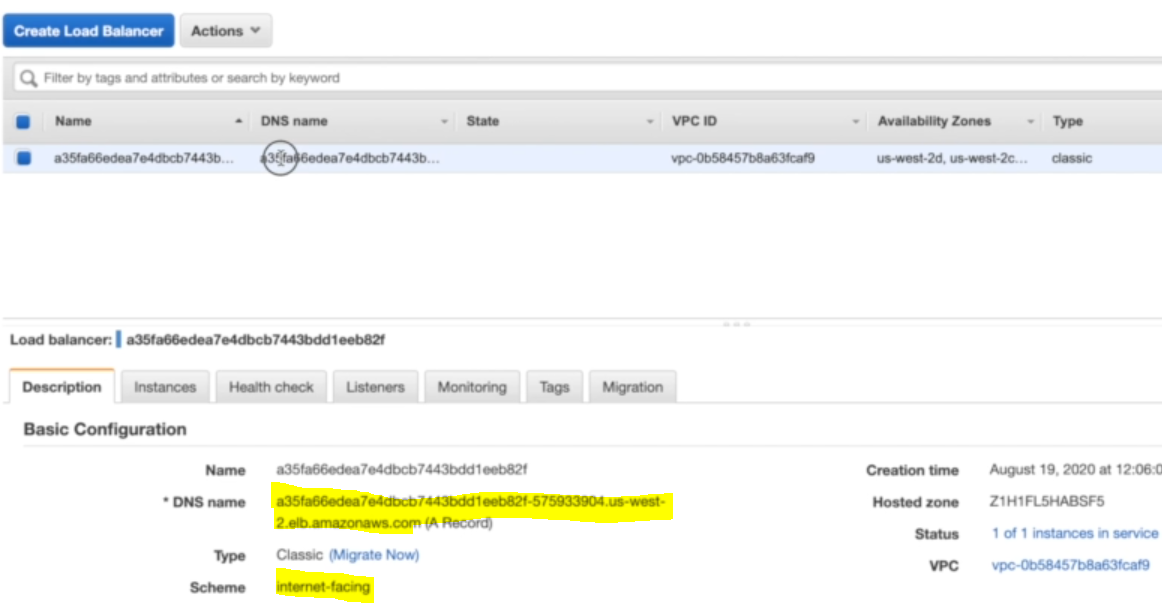 Create Load Balancer Actions
Filter by tags and attributes or search by keyword
Name DNS name State VPC ID Availability Zones Type
a35fa66edea7e4dbcb7443b... a35fa66edea7e4dbcb7443b... vpc-0b58457b8a63fcaf9 us-west-2d, us-west-2c... classic
Load balancer: a35fa66edea7e4dbcb7443bdd1eeb82f
Description Instances Health check Listeners Monitoring Tags Migration
Basic Configuration
Name a35fa66edea7e4dbcb7443bdd1eeb82f Creation time August 19, 2020 at 12:06:0
* DNS name a35fa66edea7e4dbcb7443bdd1eeb82f-575933904.us-west-
2.elb.amazonaws.com (A Record)
Hosted zone Z1H1FL5HABSF5
Type Classic (Migrate Now) Status 1 of 1 instances in service
Scheme internet-facing VPC vpc-0b58457b8a63fcaf9